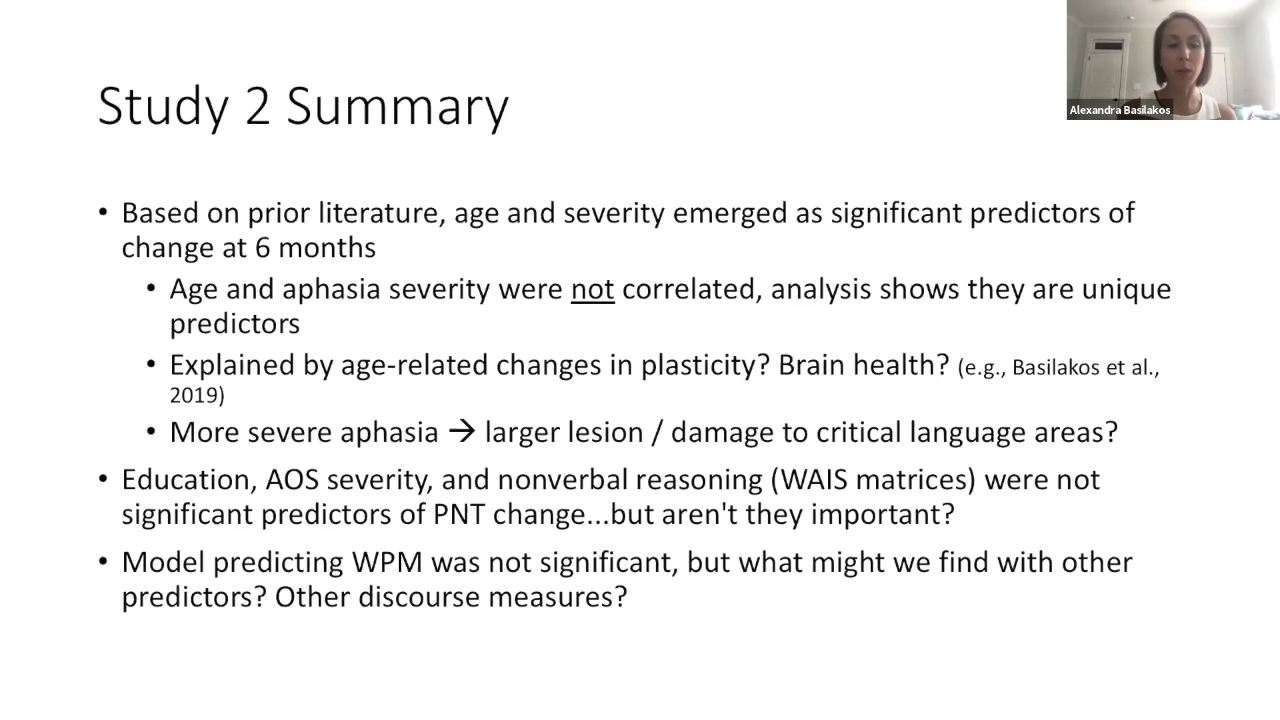 Alexandra Basilakos
Study 2 Summary
• Based on prior literature, age and severity emerged as significant predictors of
change at 6 months
• Age and aphasia severity were not correlated, analysis shows they are unique
predictors
• Explained by age-related changes in plasticity? Brain health? (e.g., Basilakos et al.,
2019)
• More severe aphasia → larger lesion / damage to critical language areas?
• Education, AOS severity, and nonverbal reasoning (WAIS matrices) were not
significant predictors of PNT change...but aren't they important?
• Model predicting WPM was not significant, but what might we find with other
predictors? Other discourse measures?